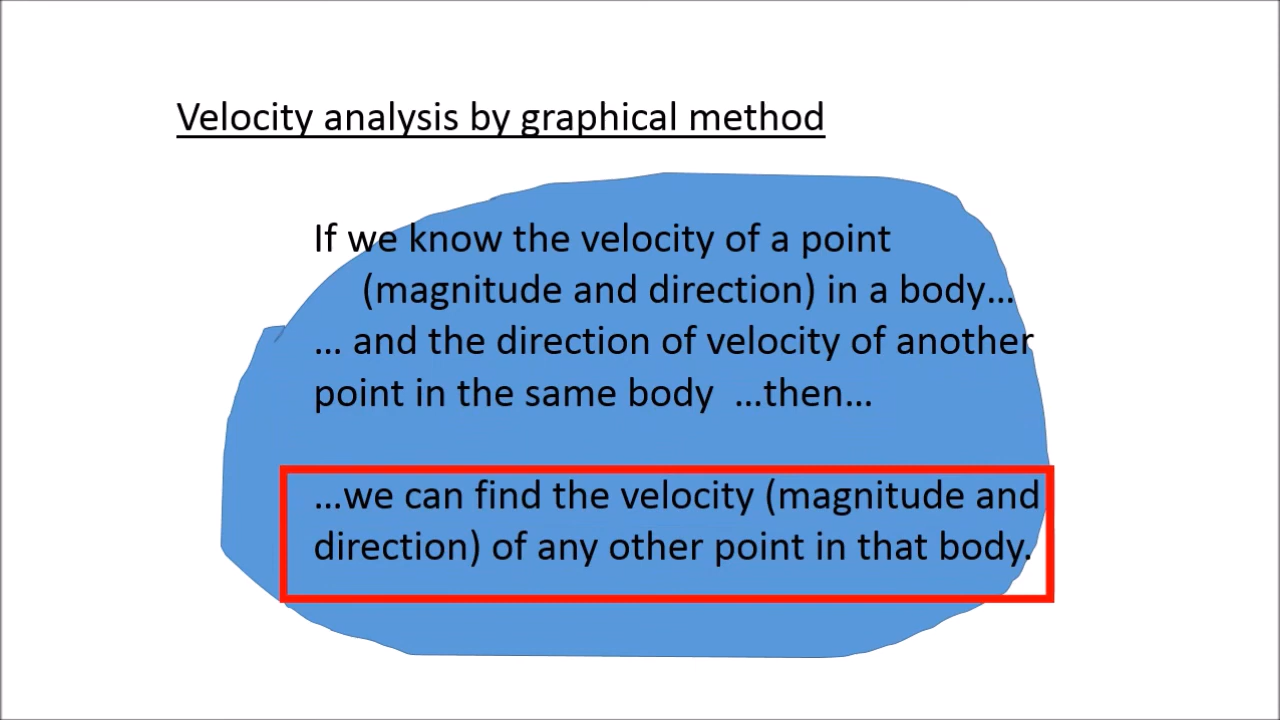 Velocity analysis by graphical method
If we know the velocity of a point
(magnitude and direction) in a body…
… and the direction of velocity of another
point in the same body …then…
…we can find the velocity (magnitude and
direction) of any other point in that body.